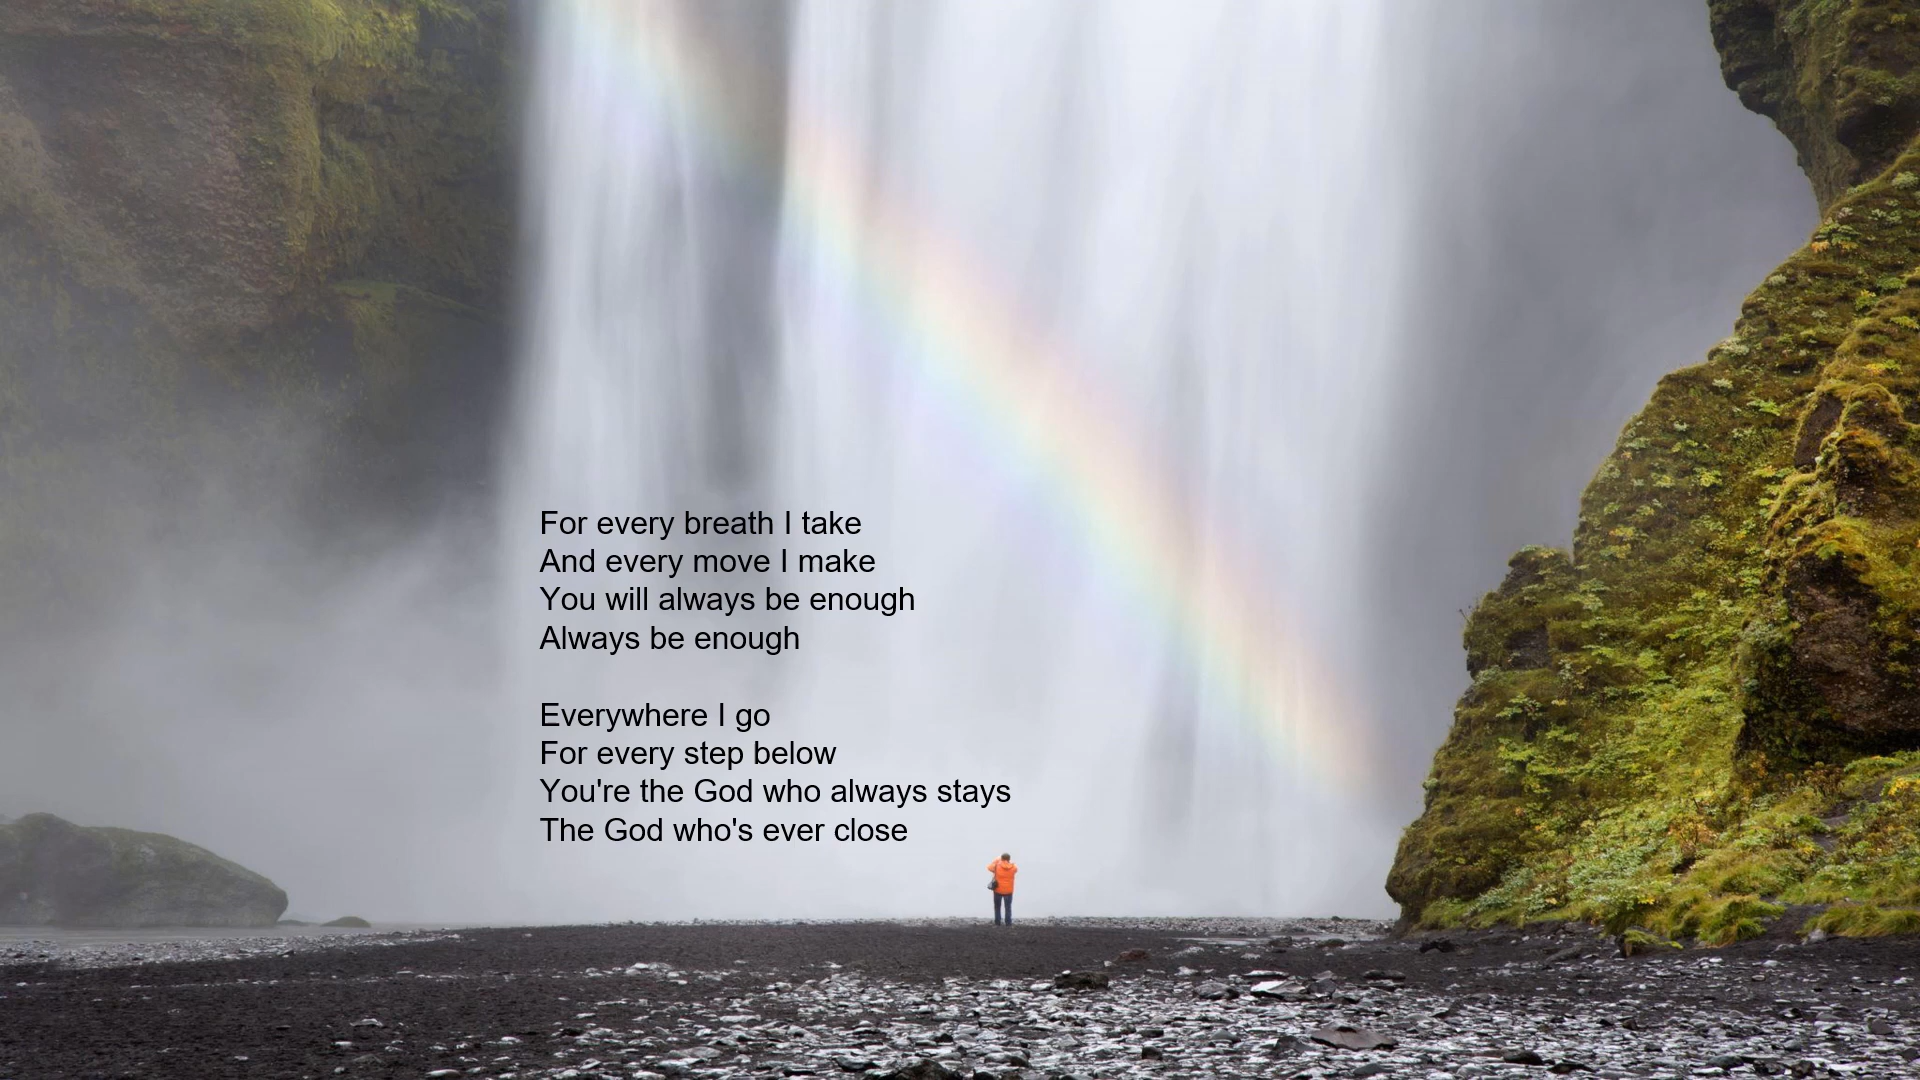 For every breath I take
And every move I make
You will always be enough
Always be enough

Everywhere I go
For every step below
You're the God who always stays
The God who's ever close